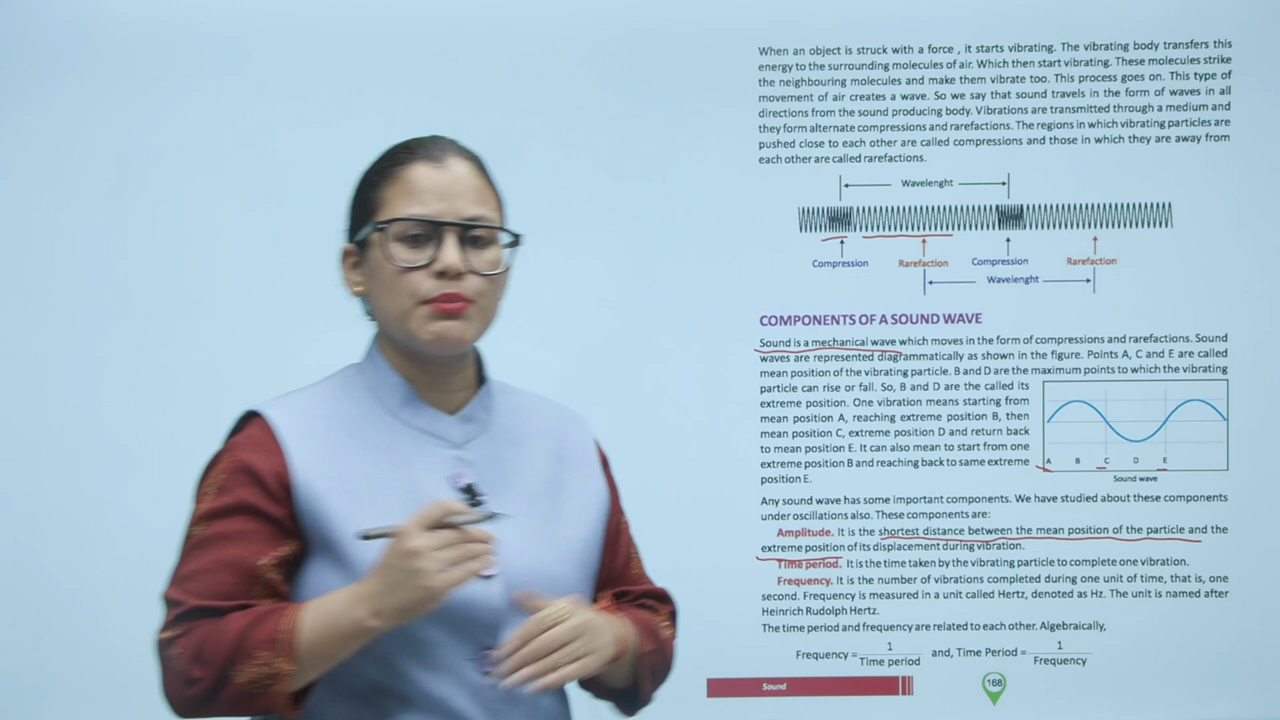 When an object is struck with a force , it starts vibrating. The vibrating body transfers this
energy to the surrounding molecules of air. Which then start vibrating. These molecules strike
the neighbouring molecules and make them vibrate too. This process goes on. This type of
movement of air creates a wave. So we say that sound travels in the form of waves in all
directions from the sound producing body. Vibrations are transmitted through a medium and
they form alternate compressions and rarefactions. The regions in which vibrating particles are
pushed close to each other are called compressions and those in which they are away from
each other are called rarefactions.
Wavelenght
Compression Rarefaction Compression Rarefaction
Wavelenght
COMPONENTS OF A SOUND WAVE
Sound is a mechanical wave which moves in the form of compressions and rarefactions. Sound
waves are represented diagrammatically as shown in the figure. Points A, C and E are called
mean position of the vibrating particle. B and D are the maximum points to which the vibrating
particle can rise or fall. So, B and D are the called its
extreme position. One vibration means starting from
mean position A, reaching extreme position B, then
mean position C, extreme position D and return back
to mean position E. It can also mean to start from one
extreme position B and reaching back to same extreme
position E.
A B C D E
Sound wave
Any sound wave has some important components. We have studied about these components
under oscillations also. These components are:
Amplitude. It is the shortest distance between the mean position of the particle and the
extreme position of its displacement during vibration.
Time period. It is the time taken by the vibrating particle to complete one vibration.
Frequency. It is the number of vibrations completed during one unit of time, that is, one
second. Frequency is measured in a unit called Hertz, denoted as Hz. The unit is named after
Heinrich Rudolph Hertz.
The time period and frequency are related to each other. Algebraically,
Frequency = 1 / Time period and, Time Period = 1 / Frequency
Sound 168